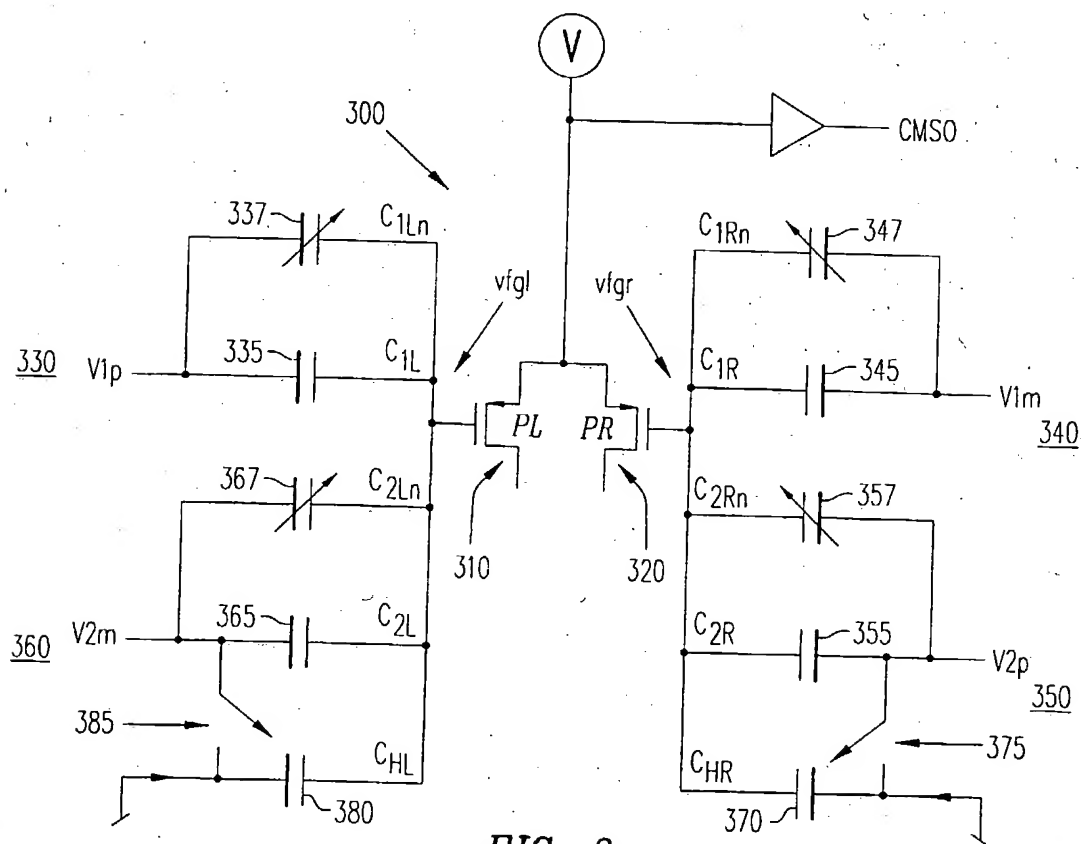 V
CMSO
300
337
C1Ln
C1Rn
347
vfgl
vfgr
330
V1p
335
C1L
C1R
345
V1m
340
PL
PR
367
C2Ln
C2Rn
357
310
320
360
V2m
365
C2L
C2R
355
V2p
350
385
375
CHL
CHR
380
370
FIG.